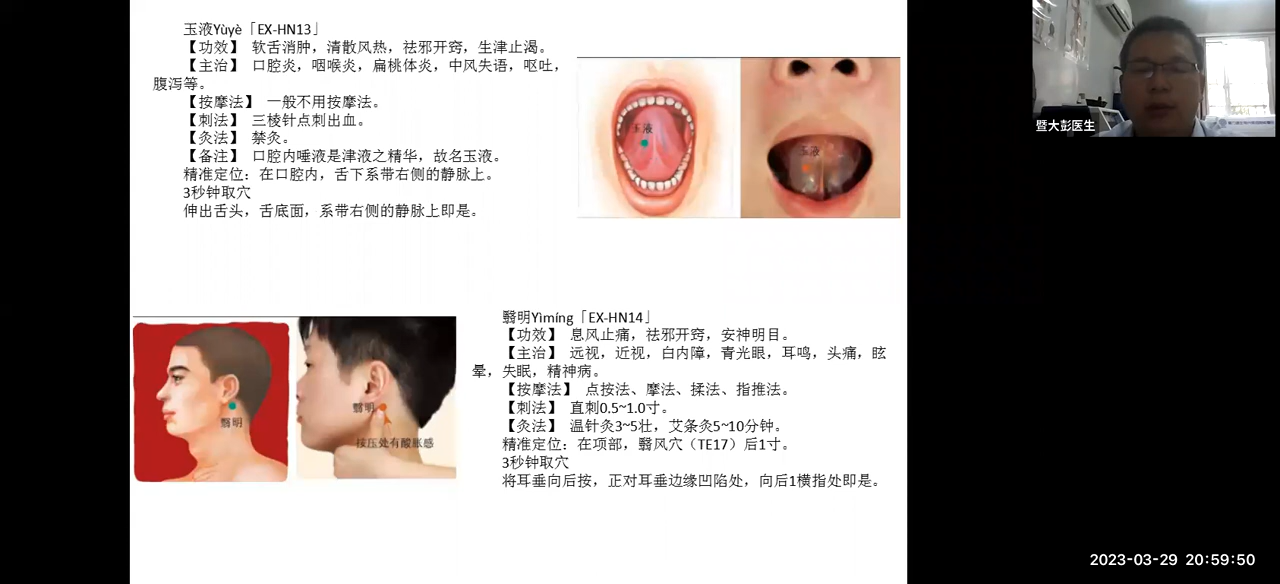 玉液Yùyè「EX-HN13」
【功效】 软舌消肿，清散风热，祛邪开窍，生津止渴。
【主治】 口腔炎，咽喉炎，扁桃体炎，中风失语，呕吐，
腹泻等。
【按摩法】 一般不用按摩法。
【刺法】 三棱针点刺出血。
【灸法】 禁灸。
【备注】 口腔内唾液是津液之精华，故名玉液。
精准定位：在口腔内，舌下系带右侧的静脉上。
3秒钟取穴
伸出舌头，舌底面，系带右侧的静脉上即是。
玉液
玉液
暨大彭医生
翳明
翳明
按压处有酸胀感
翳明Yìmíng「EX-HN14」
【功效】 息风止痛，祛邪开窍，安神明目。
【主治】 远视，近视，白内障，青光眼，耳鸣，头痛，眩
晕，失眠，精神病。
【按摩法】 点按法、摩法、揉法、指推法。
【刺法】 直刺0.5~1.0寸。
【灸法】 温针灸3~5壮，艾条灸5~10分钟。
精准定位：在项部，翳风穴（TE17）后1寸。
3秒钟取穴
将耳垂向后按，正对耳垂边缘凹陷处，向后1横指处即是。
2023-03-29 20:59:50